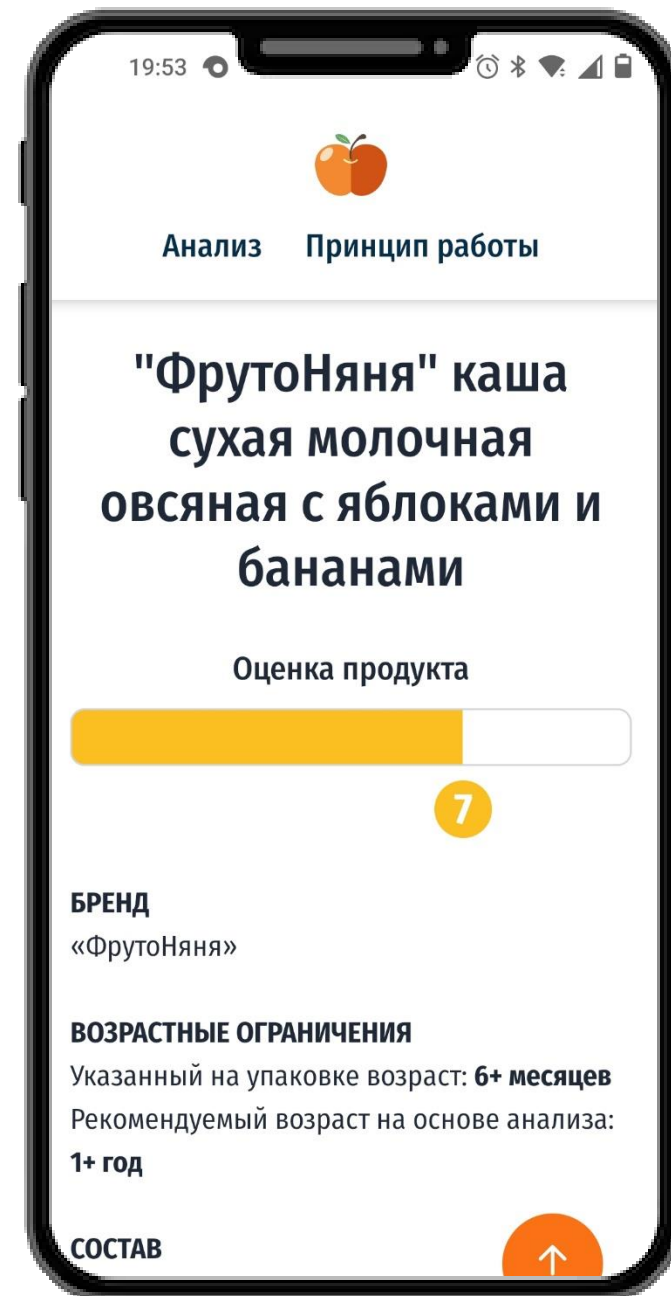 19:53
Анализ Принцип работы
"ФрутоНяня" каша
сухая молочная
овсяная с яблоками и
бананами
Оценка продукта
7
БРЕНД
«ФрутоНяня»
ВОЗРАСТНЫЕ ОГРАНИЧЕНИЯ
Указанный на упаковке возраст: 6+ месяцев
Рекомендуемый возраст на основе анализа:
1+ год
СОСТАВ